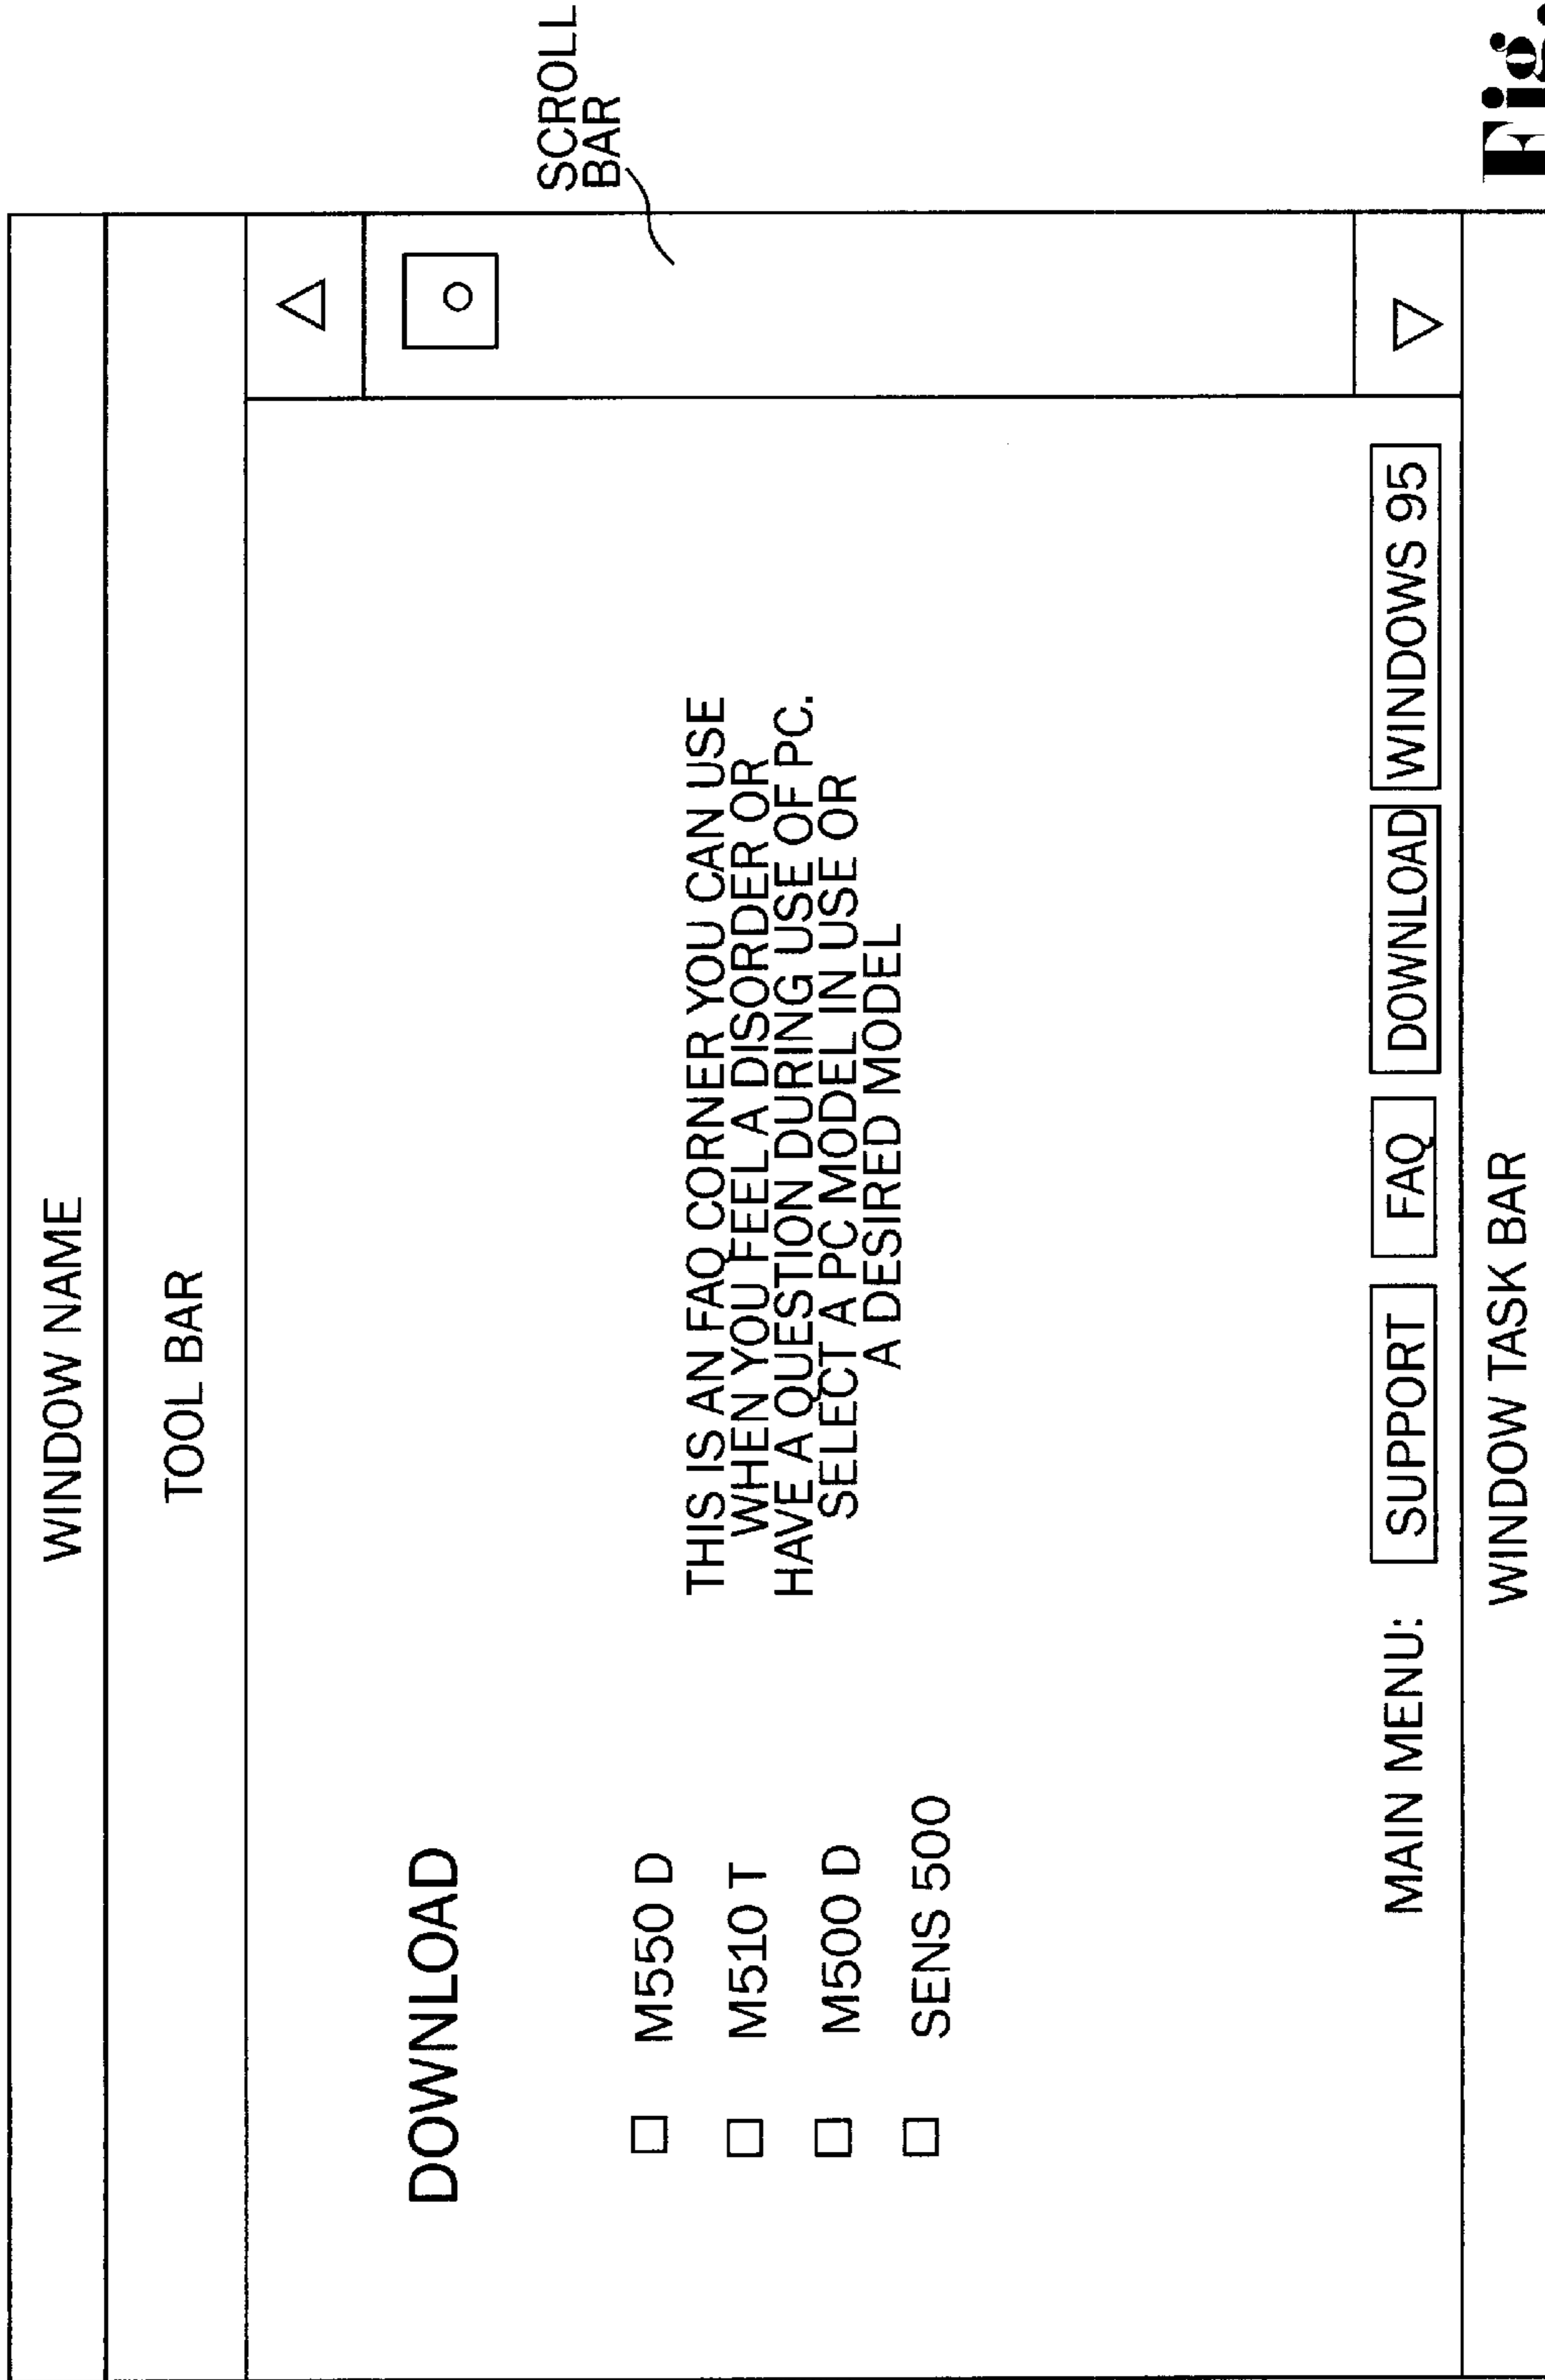 WINDOW NAME
TOOL BAR
SCROLL
BAR
DOWNLOAD
M550 D
M510 T
M500 D
SENS 500
THIS IS AN FAQ CORNER YOU CAN USE
WHEN YOU FEEL A DISORDER OR
HAVE A QUESTION DURING USE OF PC.
SELECT A PC MODEL IN USE OR
A DESIRED MODEL
MAIN MENU: SUPPORT FAQ DOWNLOAD WINDOWS 95
WINDOW TASK BAR
Fig.